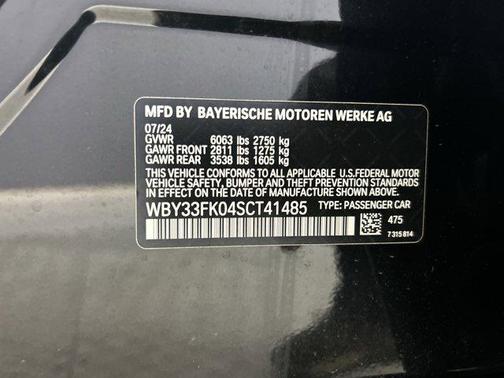 MFD BY BAYERISCHE MOTOREN WERKE AG
07/24
GVWR 6063 lbs 2750 kg
GAWR FRONT 2811 lbs 1275 kg
GAWR REAR 3538 lbs 1605 kg
THIS VEHICLE CONFORMS TO ALL APPLICABLE U.S.FEDERAL MOTOR
VEHICLE SAFETY, BUMPER, AND THEFT PREVENTION STANDARDS
IN EFFECT ON THE DATE OF MANUFACTURE SHOWN ABOVE.
WBY33FK04SCT41485 TYPE: PASSENGER CAR
475
7 315 814